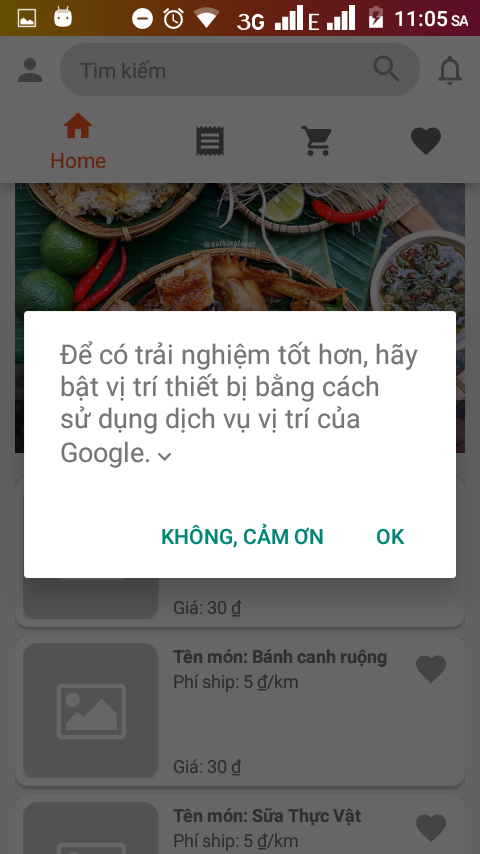 3G E 11:05 SA
Tìm kiếm
Home
Để có trải nghiệm tốt hơn, hãy
bật vị trí thiết bị bằng cách
sử dụng dịch vụ vị trí của
Google.
KHÔNG, CẢM ƠN OK
Giá: 30 ₫
Tên món: Bánh canh ruộng
Phí ship: 5 ₫/km
Giá: 30 ₫
Tên món: Sữa Thực Vật
Phí ship: 5 ₫/km